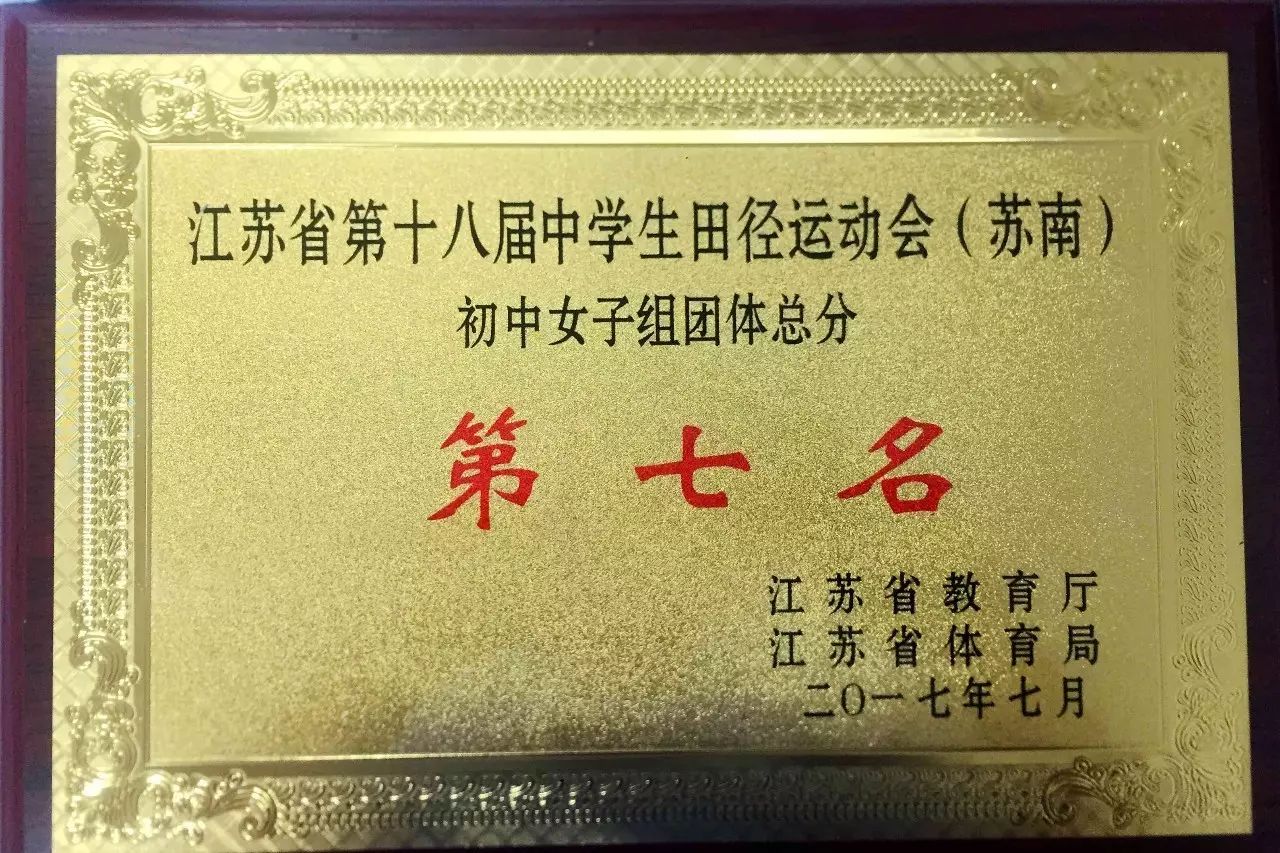 江苏省第十八届中学生田径运动会（苏南）
初中女子组团体总分
第七名
江苏省教育厅
江苏省体育局
二〇一七年七月